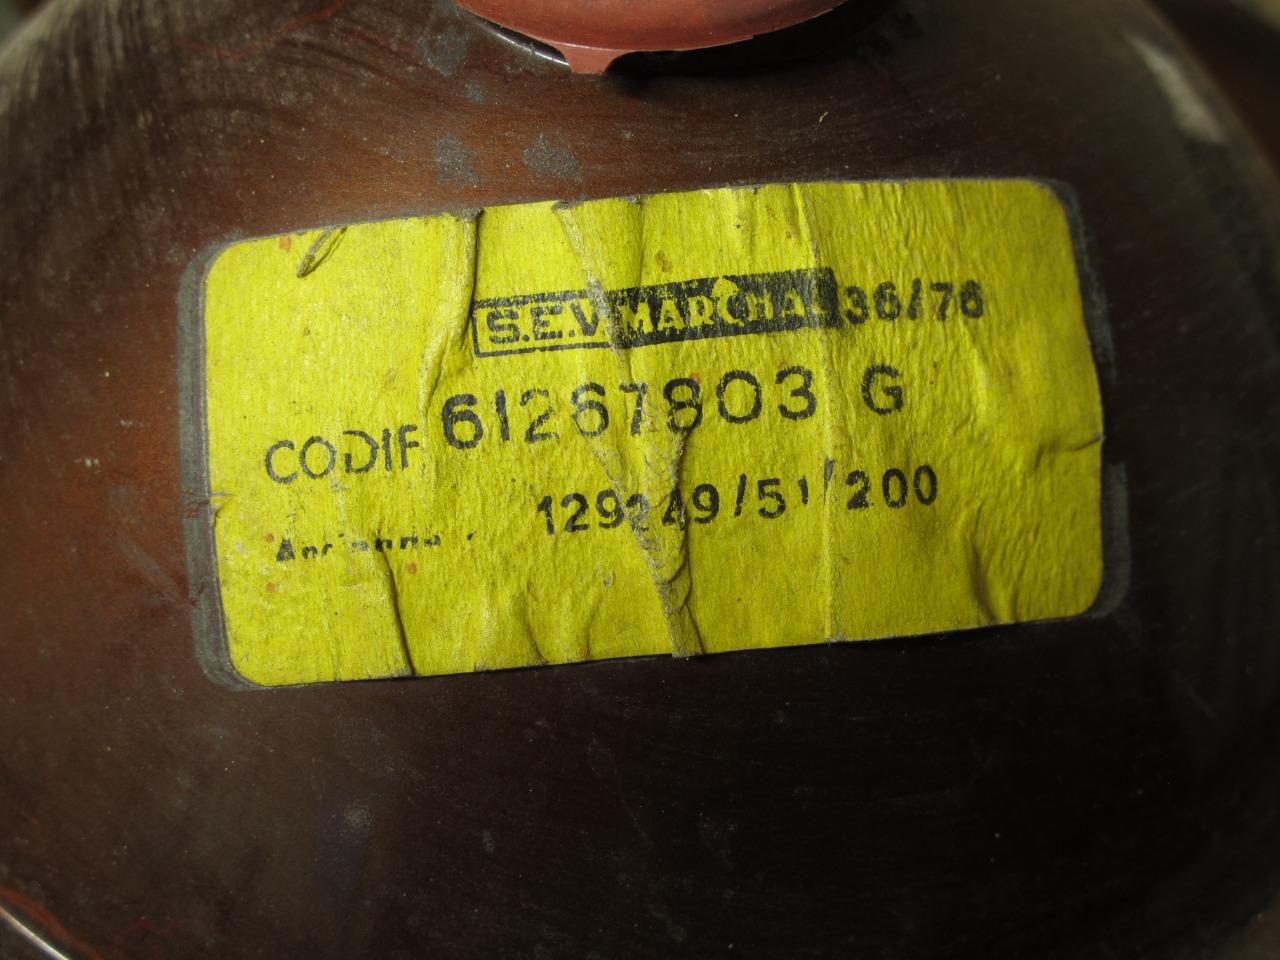 S.E.V. MARCHAL 36/76
CODIF 61267803 G
129249/51/200